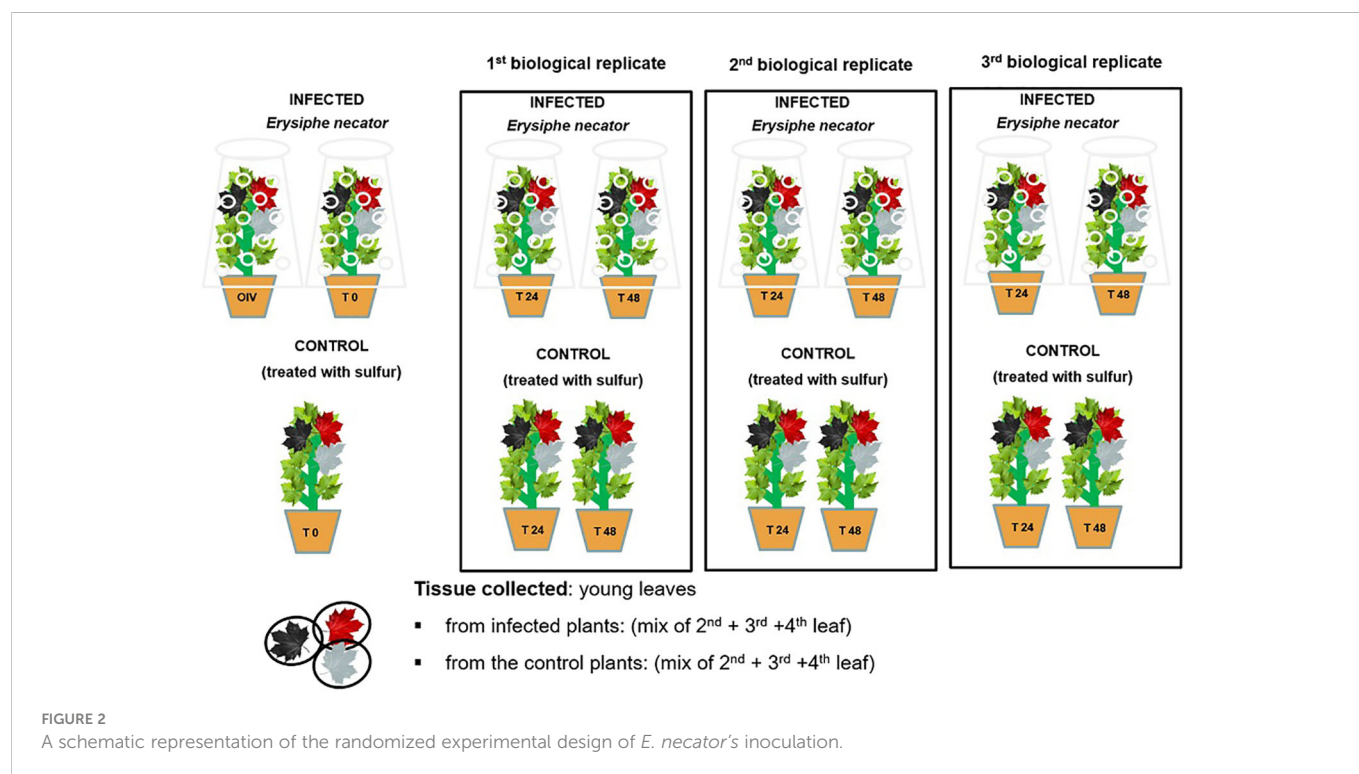 1st biological replicate
2nd biological replicate
3rd biological replicate
INFECTED
Erysiphe necator
INFECTED
Erysiphe necator
INFECTED
Erysiphe necator
INFECTED
Erysiphe necator
OIV
T 0
T 24
T 48
T 24
T 48
T 24
T 48
CONTROL
(treated with sulfur)
CONTROL
(treated with sulfur)
CONTROL
(treated with sulfur)
CONTROL
(treated with sulfur)
T 0
T 24
T 48
T 24
T 48
T 24
T 48
Tissue collected: young leaves
▪ from infected plants: (mix of 2nd + 3rd +4th leaf)
▪ from the control plants: (mix of 2nd + 3rd +4th leaf)
FIGURE 2
A schematic representation of the randomized experimental design of E. necator's inoculation.